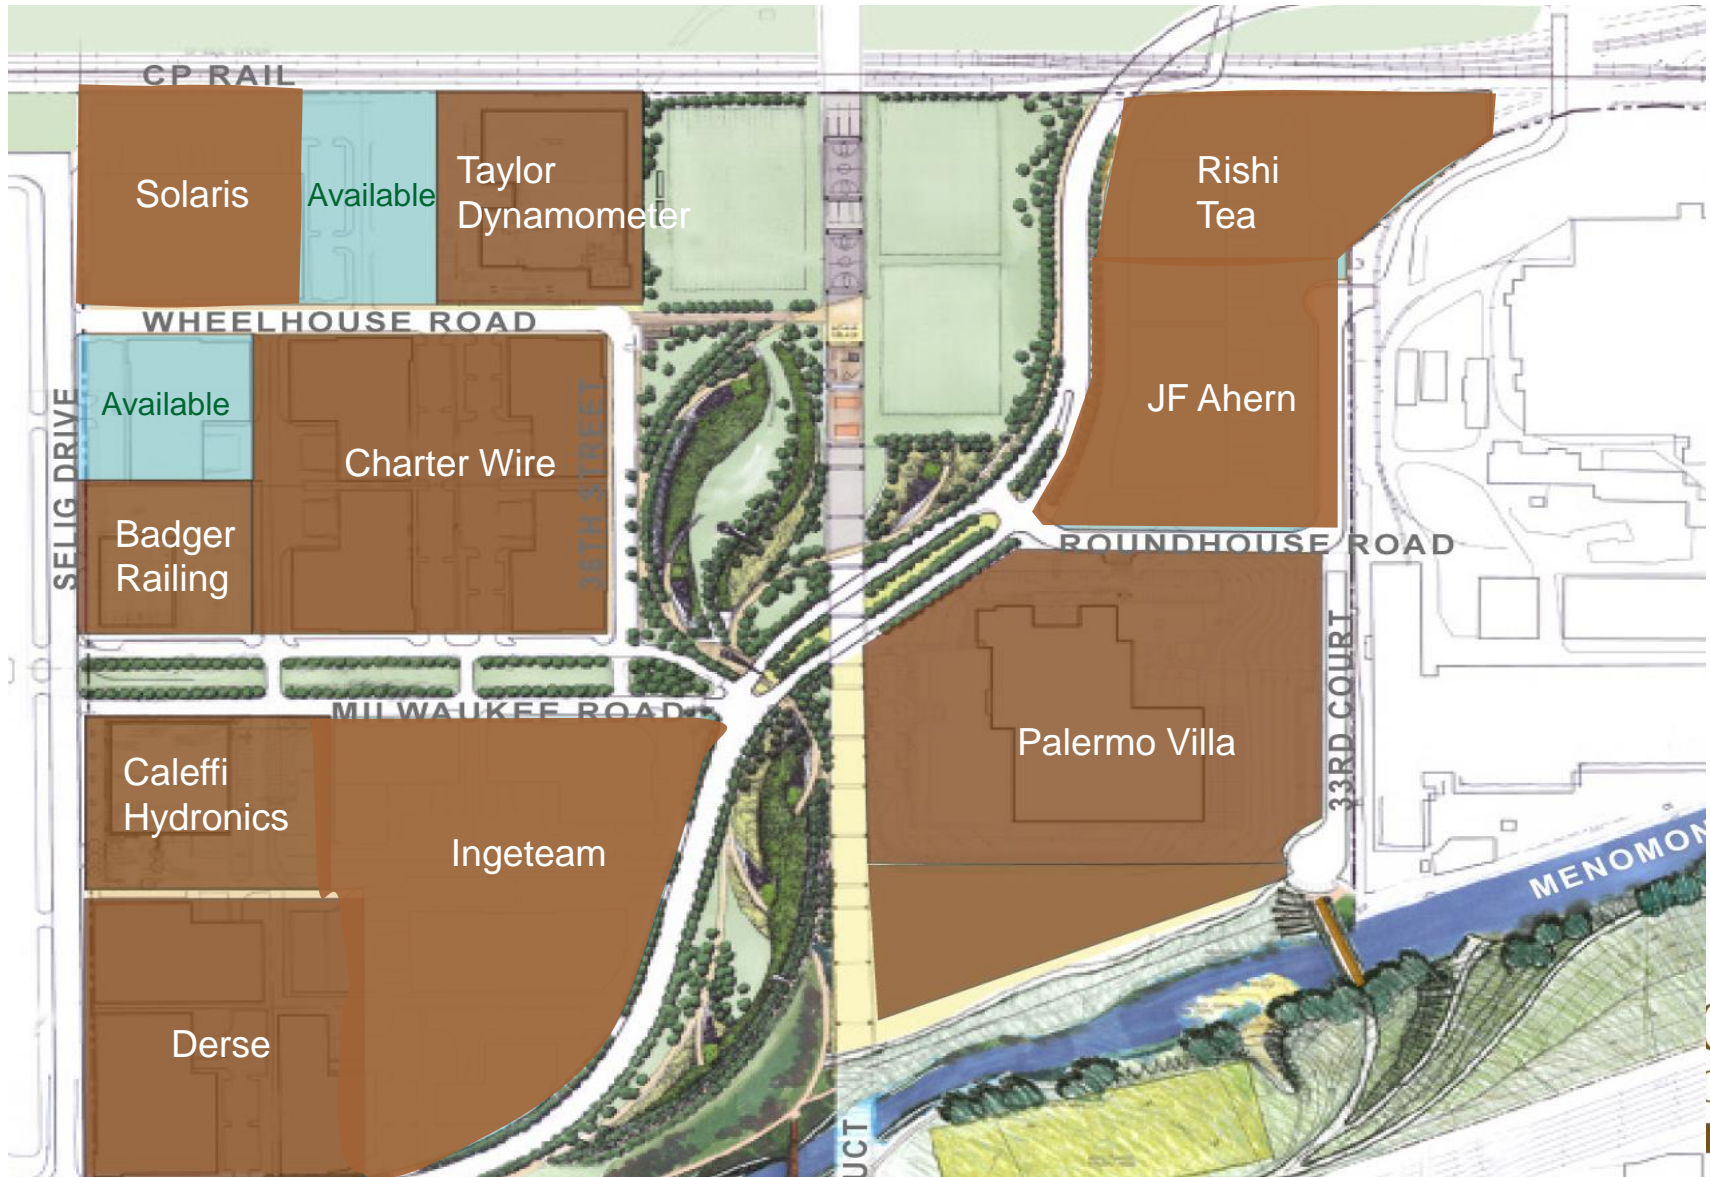 CP RAIL
Solaris
Available
Taylor
Dynamometer
Rishi
Tea
WHEELHOUSE ROAD
SELIG DRIVE
Available
Charter Wire
38TH STREET
JF Ahern
Badger
Railing
ROUNDHOUSE ROAD
MILWAUKEE ROAD
33RD COURT
Palermo Villa
Caleffi
Hydronics
Ingeteam
MENOMON
Derse
UCT